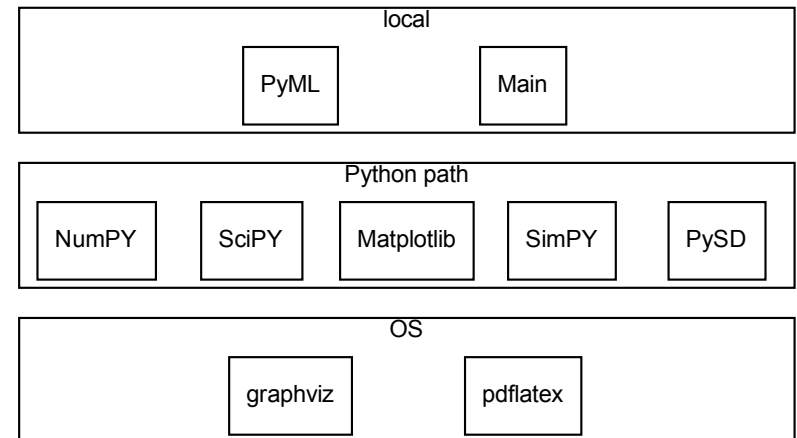 local
PyML Main
Python path
NumPY SciPY Matplotlib SimPY PySD
OS
graphviz pdflatex